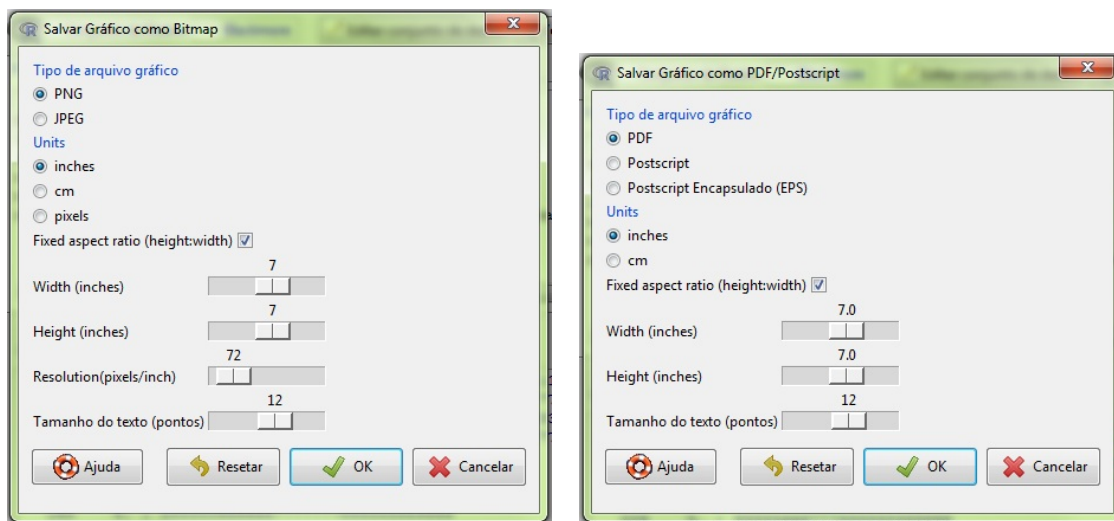 Salvar Gráfico como Bitmap
Tipo de arquivo gráfico
PNG
JPEG
Units
inches
cm
pixels
Fixed aspect ratio (height:width)
7
Width (inches)
7
Height (inches)
72
Resolution(pixels/inch)
12
Tamanho do texto (pontos)
Ajuda
Resetar
OK
Cancelar
Salvar Gráfico como PDF/Postscript
Tipo de arquivo gráfico
PDF
Postscript
Postscript Encapsulado (EPS)
Units
inches
cm
Fixed aspect ratio (height:width)
7.0
Width (inches)
7.0
Height (inches)
12
Tamanho do texto (pontos)
Ajuda
Resetar
OK
Cancelar